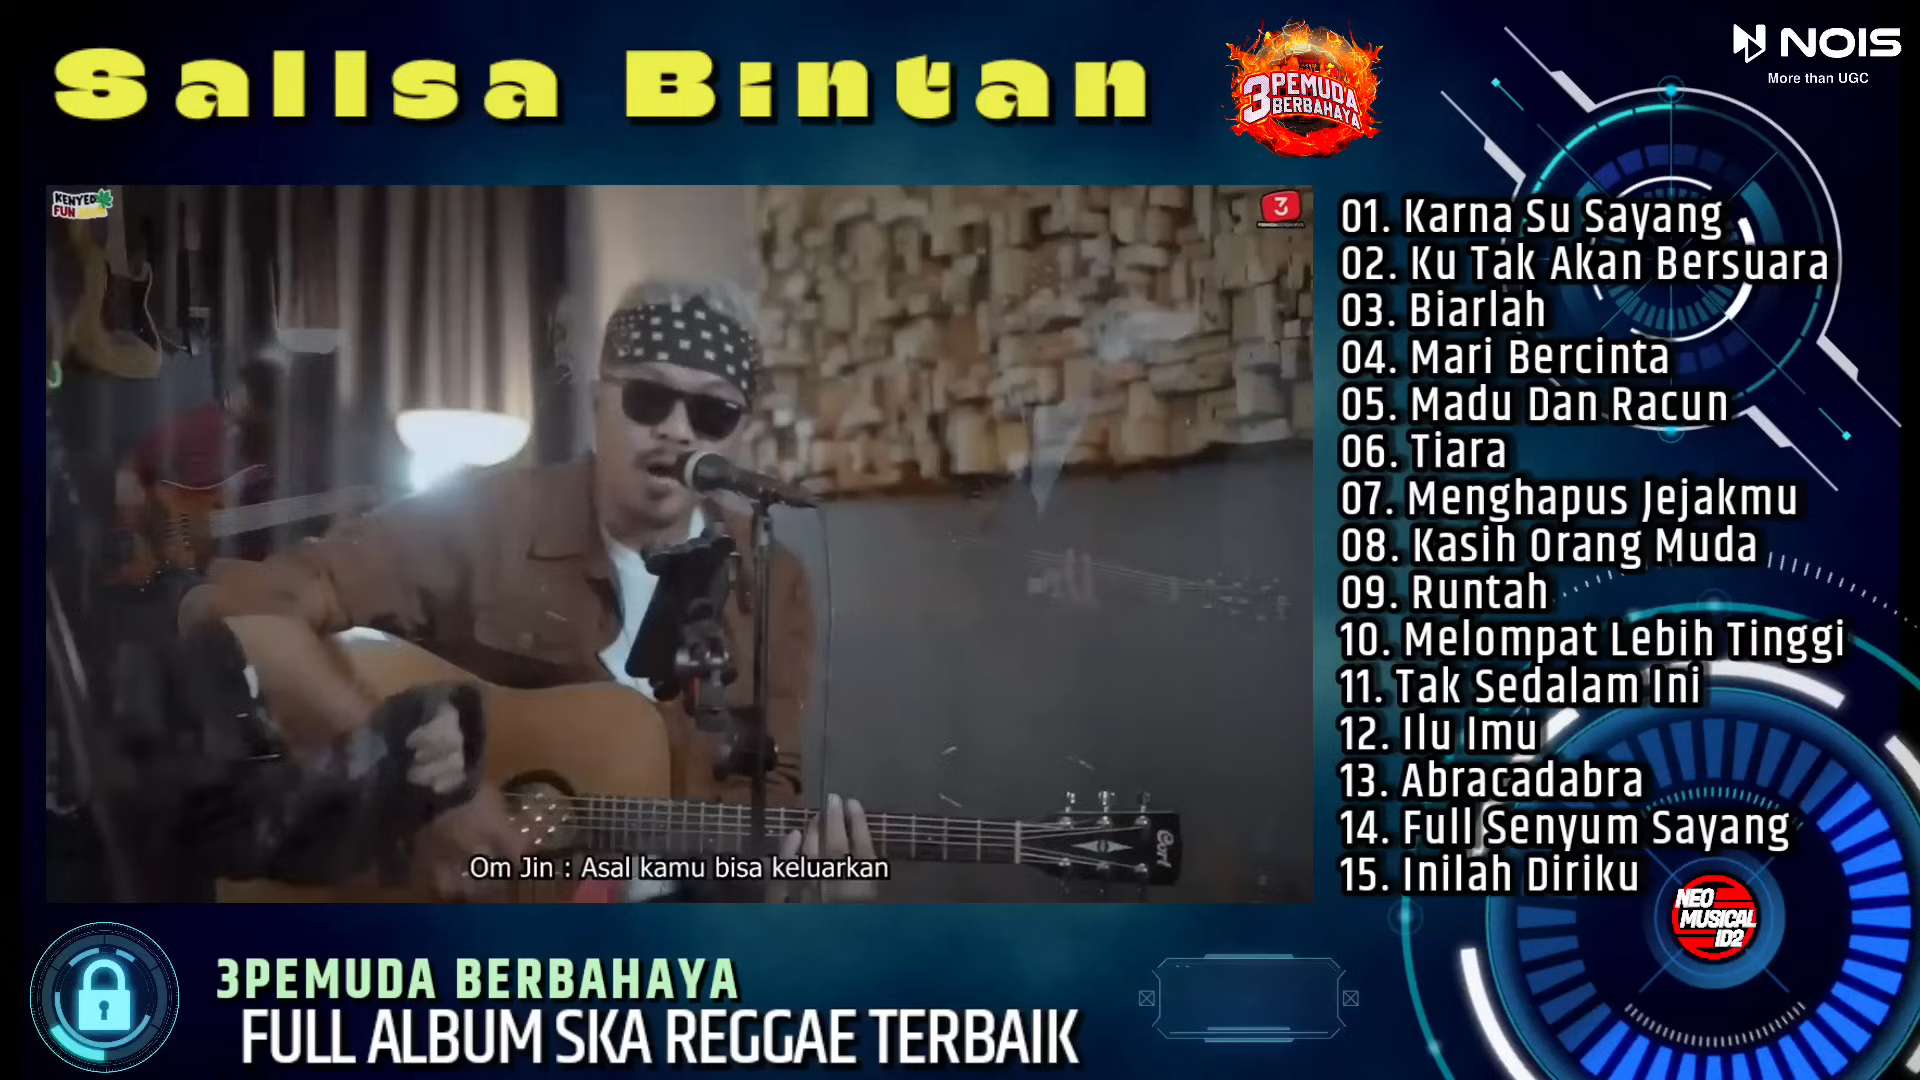 Sallsa Bintan
3PEMUDA
BERBAHAYA
NOIS
More than UGC
KENYED
FUN
3
01. Karna Su Sayang
02. Ku Tak Akan Bersuara
03. Biarlah
04. Mari Bercinta
05. Madu Dan Racun
06. Tiara
07. Menghapus Jejakmu
08. Kasih Orang Muda
09. Runtah
10. Melompat Lebih Tinggi
11. Tak Sedalam Ini
12. Ilu Imu
13. Abracadabra
14. Full Senyum Sayang
15. Inilah Diriku
Cort
Om Jin : Asal kamu bisa keluarkan
NEO
MUSICAL
ID2
3PEMUDA BERBAHAYA
FULL ALBUM SKA REGGAE TERBAIK